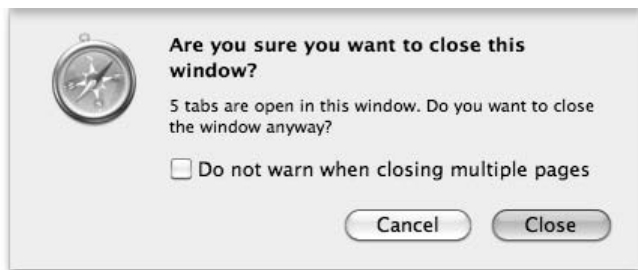 Are you sure you want to close this
window?
5 tabs are open in this window. Do you want to close
the window anyway?
Do not warn when closing multiple pages
Cancel
Close